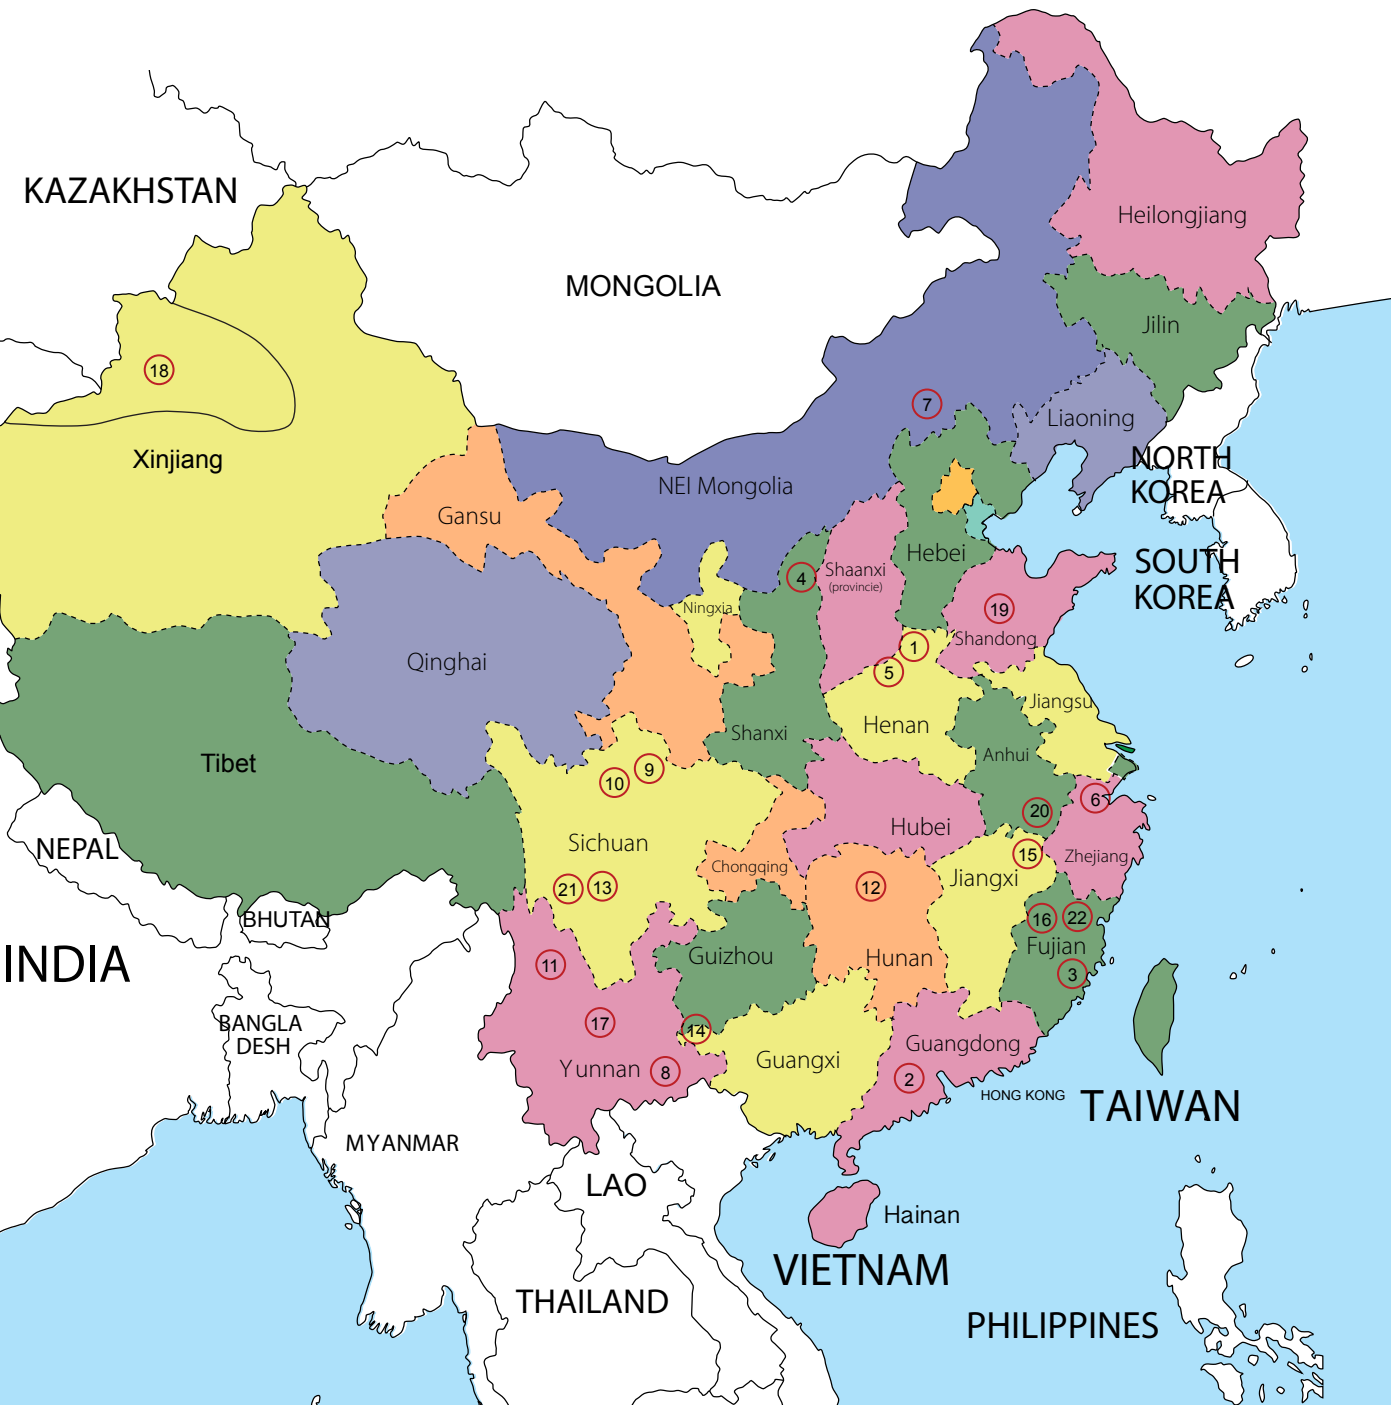 KAZAKHSTAN
MONGOLIA
Heilongjiang
Jilin
18
7
Liaoning
Xinjiang
NEI Mongolia
NORTH
KOREA
Gansu
Hebei
SOUTH
KOREA
4
Shaanxi
(provincie)
Ningxia
19
Shandong
1
5
Qinghai
Jiangsu
Henan
Shanxi
Anhui
Tibet
9
10
6
20
Hubei
NEPAL
Sichuan
15
Zhejiang
Chongqing
Jiangxi
21
13
12
BHUTAN
16
22
Fujian
INDIA
11
Guizhou
Hunan
3
BANGLA
DESH
17
14
Guangdong
Yunnan
8
Guangxi
2
HONG KONG
TAIWAN
MYANMAR
LAO
Hainan
VIETNAM
THAILAND
PHILIPPINES